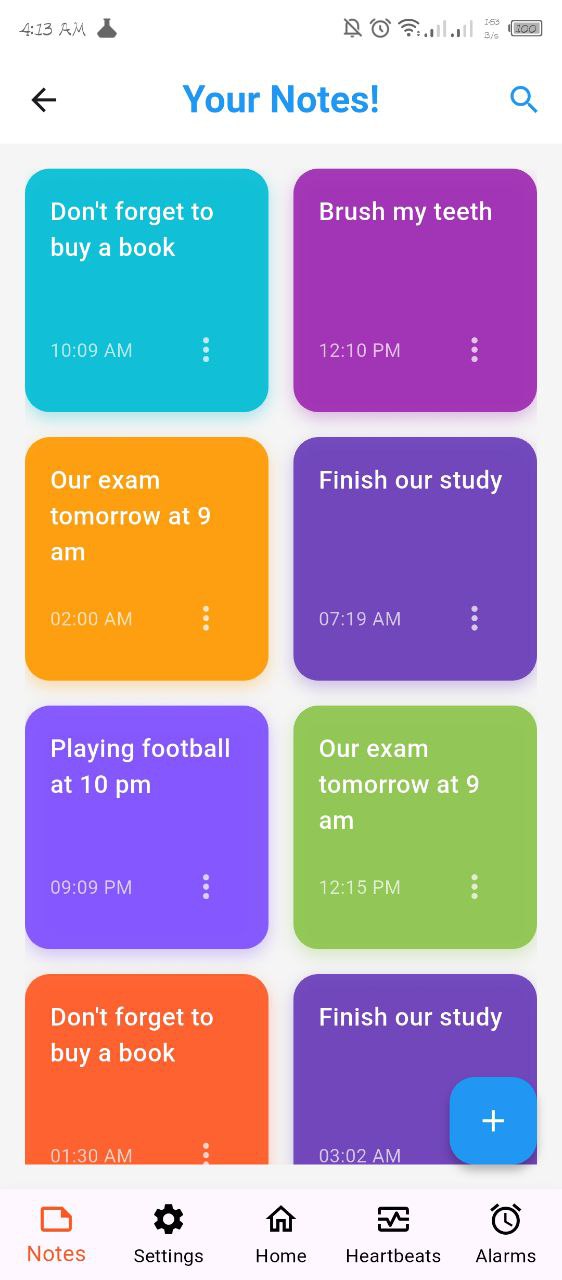 4:13 AM
153
B/s
100
Your Notes!
Don't forget to
buy a book
10:09 AM
Brush my teeth
12:10 PM
Our exam
tomorrow at 9
am
02:00 AM
Finish our study
07:19 AM
Playing football
at 10 pm
09:09 PM
Our exam
tomorrow at 9
am
12:15 PM
Don't forget to
buy a book
01:30 AM
Finish our study
03:02 AM
Notes
Settings
Home
Heartbeats
Alarms